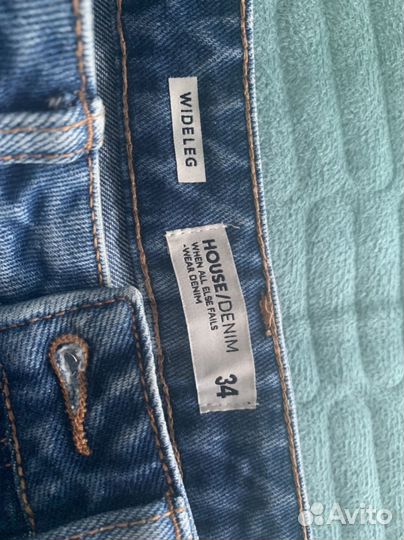 WIDELEG
HOUSE/DENIM
WHEN ALL ELSE FAILS
-WEAR DENIM
34
Avito